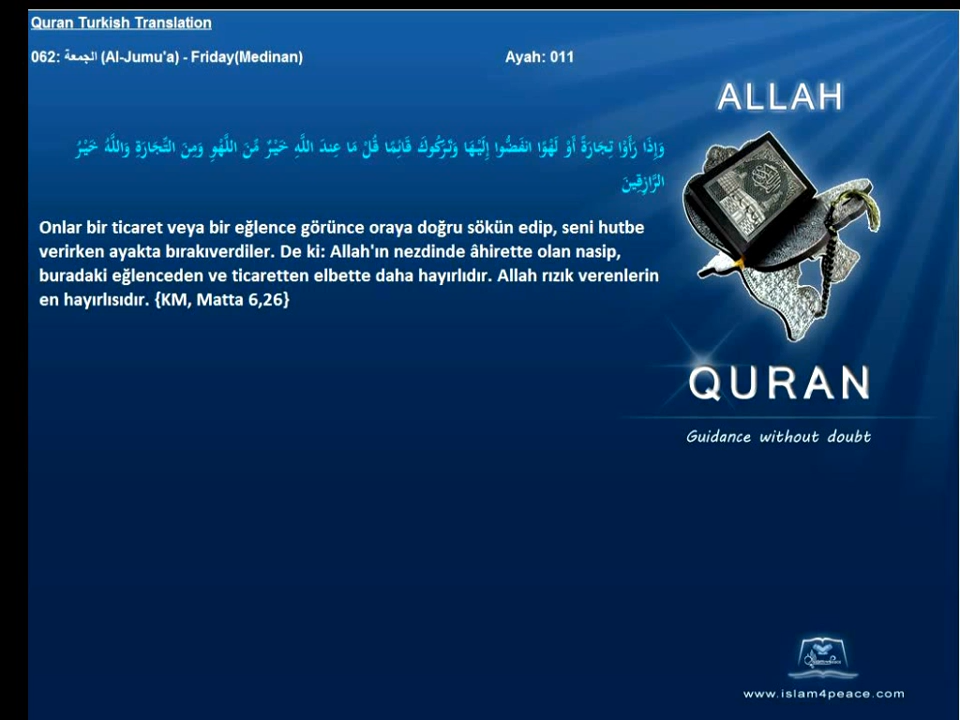 Quran Turkish Translation
062: الجمعة (Al-Jumu'a) - Friday(Medinan) Ayah: 011
ALLAH
وَإِذَا رَأَوْا تِجَارَةً أَوْ لَهْوًا انفَضُّوا إِلَيْهَا وَتَرَكُوكَ قَائِمًا قُلْ مَا عِندَ اللَّهِ خَيْرٌ مِّنَ اللَّهْوِ وَمِنَ التِّجَارَةِ وَاللَّهُ خَيْرُ
الرَّازِقِينَ
Onlar bir ticaret veya bir eğlence görünce oraya doğru sökün edip, seni hutbe
verirken ayakta bırakıverdiler. De ki: Allah'ın nezdinde âhirette olan nasip,
buradaki eğlenceden ve ticaretten elbette daha hayırlıdır. Allah rızık verenlerin
en hayırlısıdır. {KM, Matta 6,26}
QURAN
Guidance without doubt
www.islam4peace.com